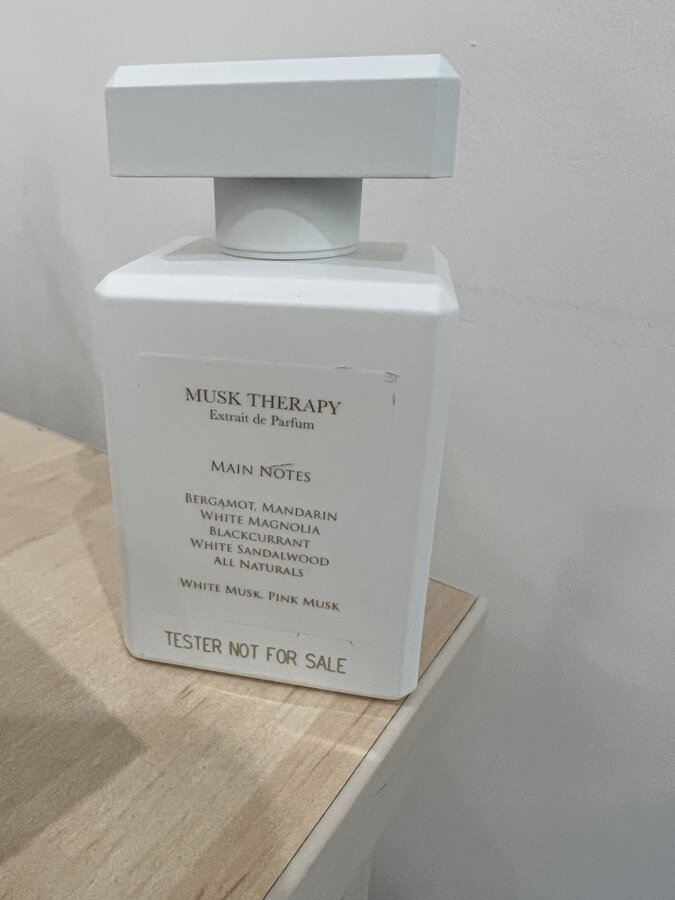 MUSK THERAPY
Extrait de Parfum
MAIN NOTES
BERGAMOT, MANDARIN
WHITE MAGNOLIA
BLACKCURRANT
WHITE SANDALWOOD
ALL NATURALS
WHITE MUSK, PINK MUSK
TESTER NOT FOR SALE